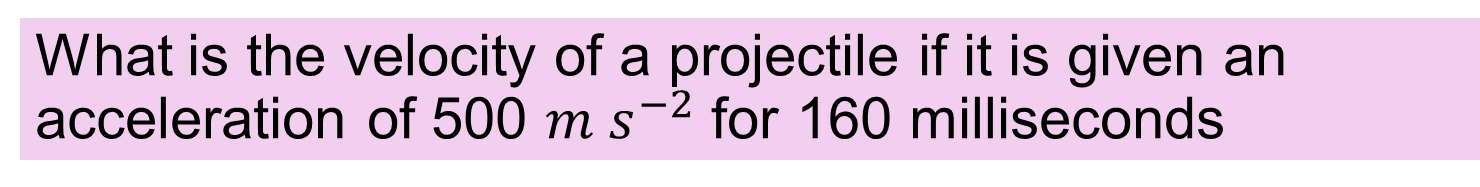 What is the velocity of a projectile if it is given an
acceleration of 500 𝑚 𝑠⁻² for 160 milliseconds